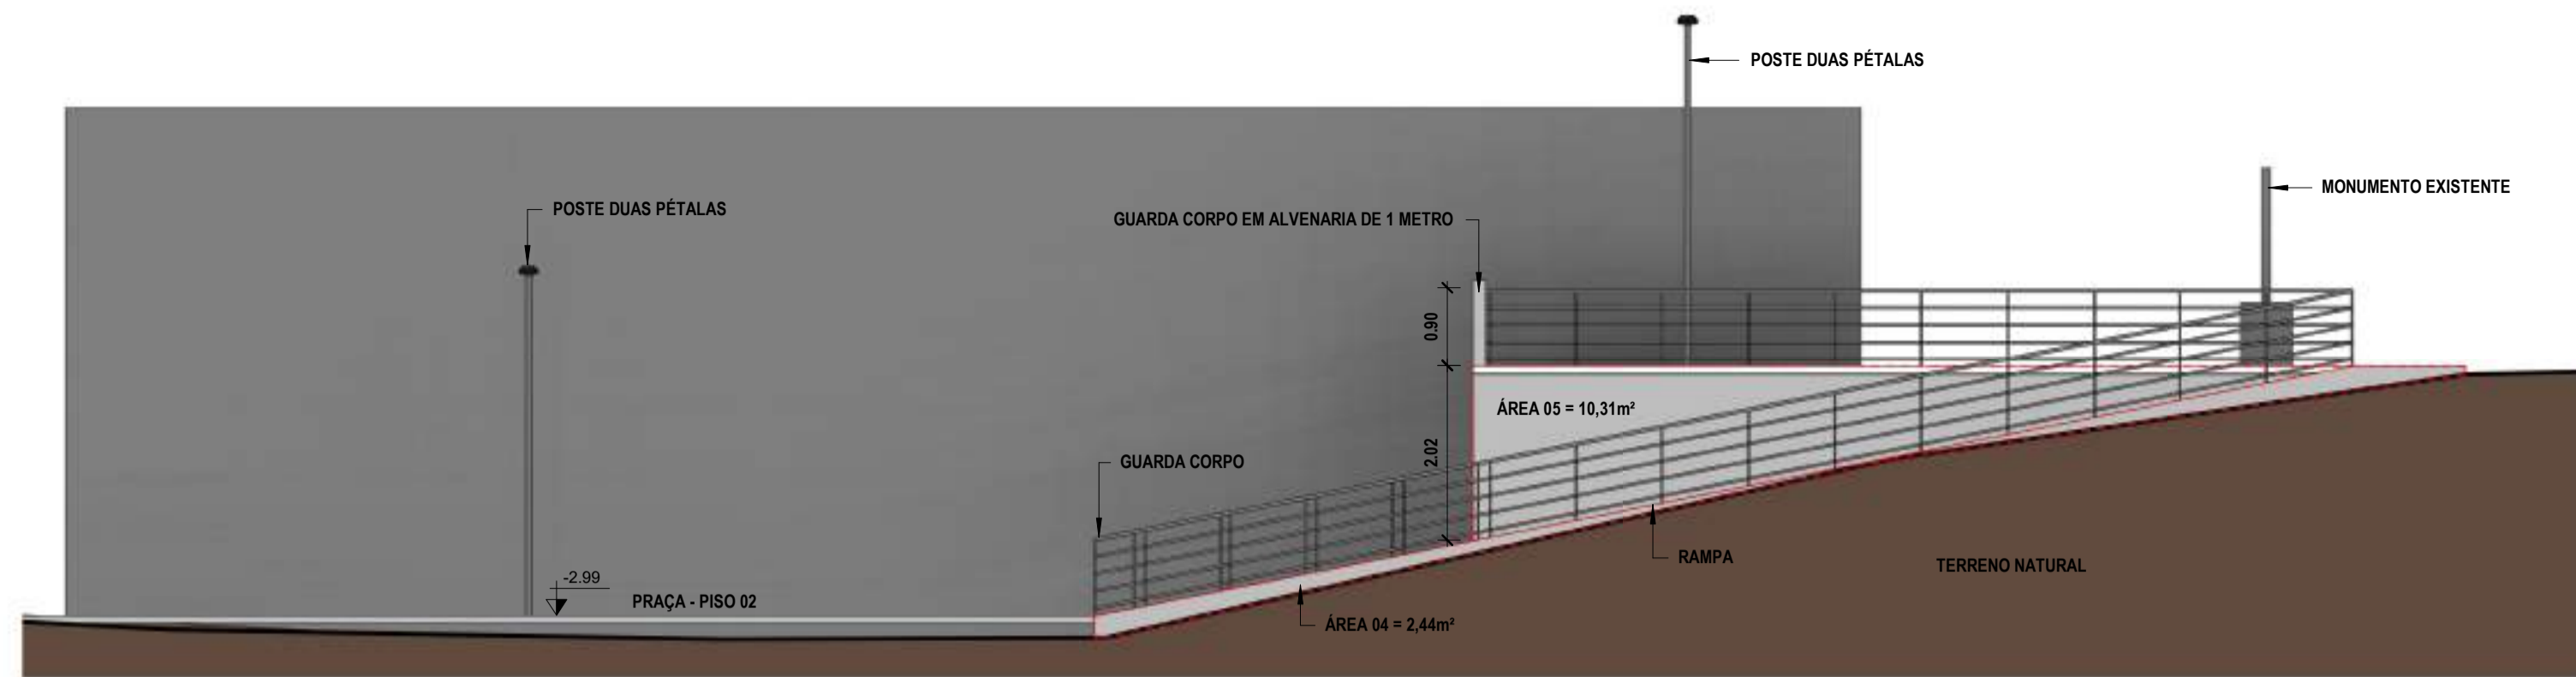 POSTE DUAS PÉTALAS
MONUMENTO EXISTENTE
POSTE DUAS PÉTALAS
GUARDA CORPO EM ALVENARIA DE 1 METRO
0.90
ÁREA 05 = 10,31m²
2.02
GUARDA CORPO
RAMPA
TERRENO NATURAL
-2.99
PRAÇA - PISO 02
ÁREA 04 = 2,44m²